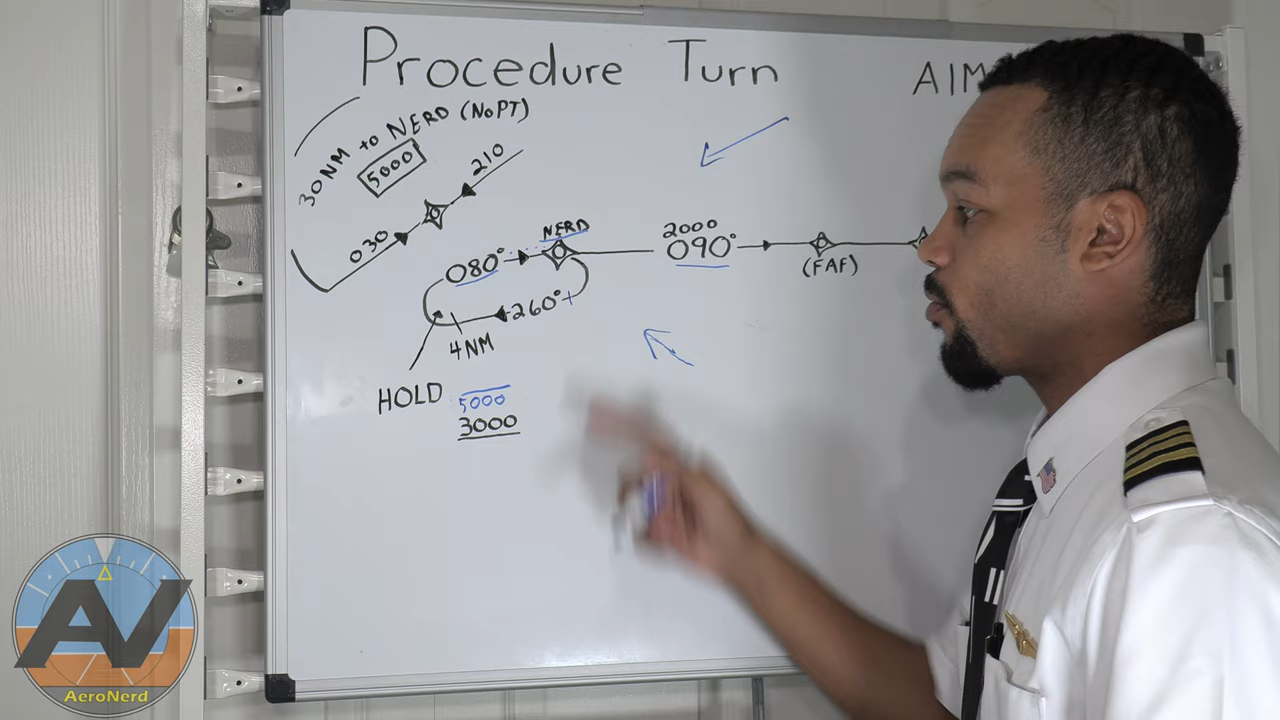 Procedure Turn
AIM
30NM to NERD (NoPT)
5000
210
030
NERD
080°
2000
090°
(FAF)
260°
4NM
HOLD
5000
3000
AV
AeroNerd